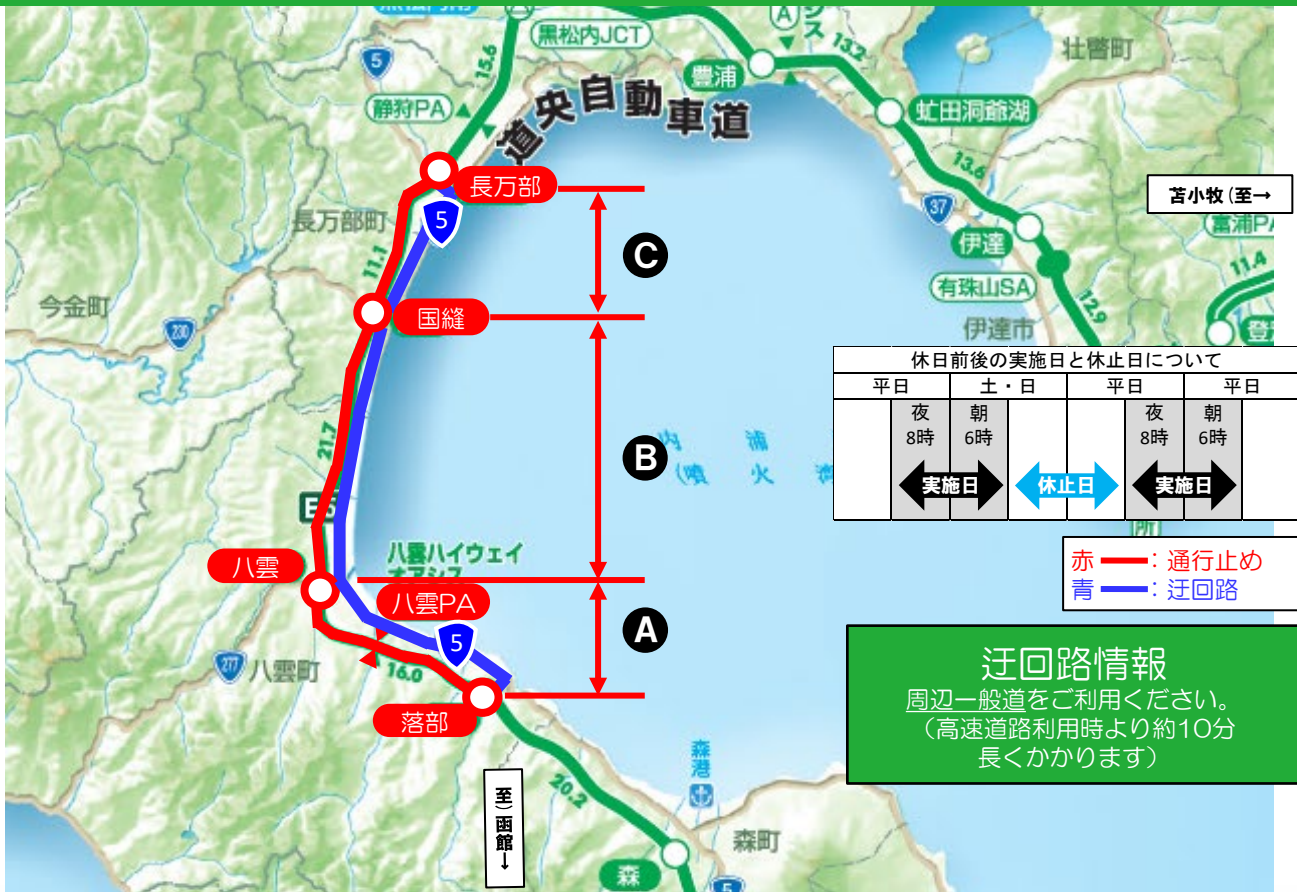 黒松内JCT
5
15.6
静狩PA
道央自動車道
豊浦
13.2
壮瞥町
虻田洞爺湖
13.6
37
伊達
有珠山SA
伊達市
12.9
苫小牧(至→
富浦PA
11.4
長万部
長万部町
5
11.1
C
今金町
230
国縫
21.7
B
内浦
(噴火湾
八雲
八雲ハイウェイ
オアシス
八雲PA
5
A
277
八雲町
16.0
落部
20.2
至)函館→
森港
森町
森
5
休日前後の実施日と休止日について
平日 土・日 平日 平日
夜 朝 夜 朝
8時 6時 8時 6時
実施日 休止日 実施日
赤 : 通行止め
青 : 迂回路
迂回路情報
周辺一般道をご利用ください。
(高速道路利用時より約10分
長くかかります)